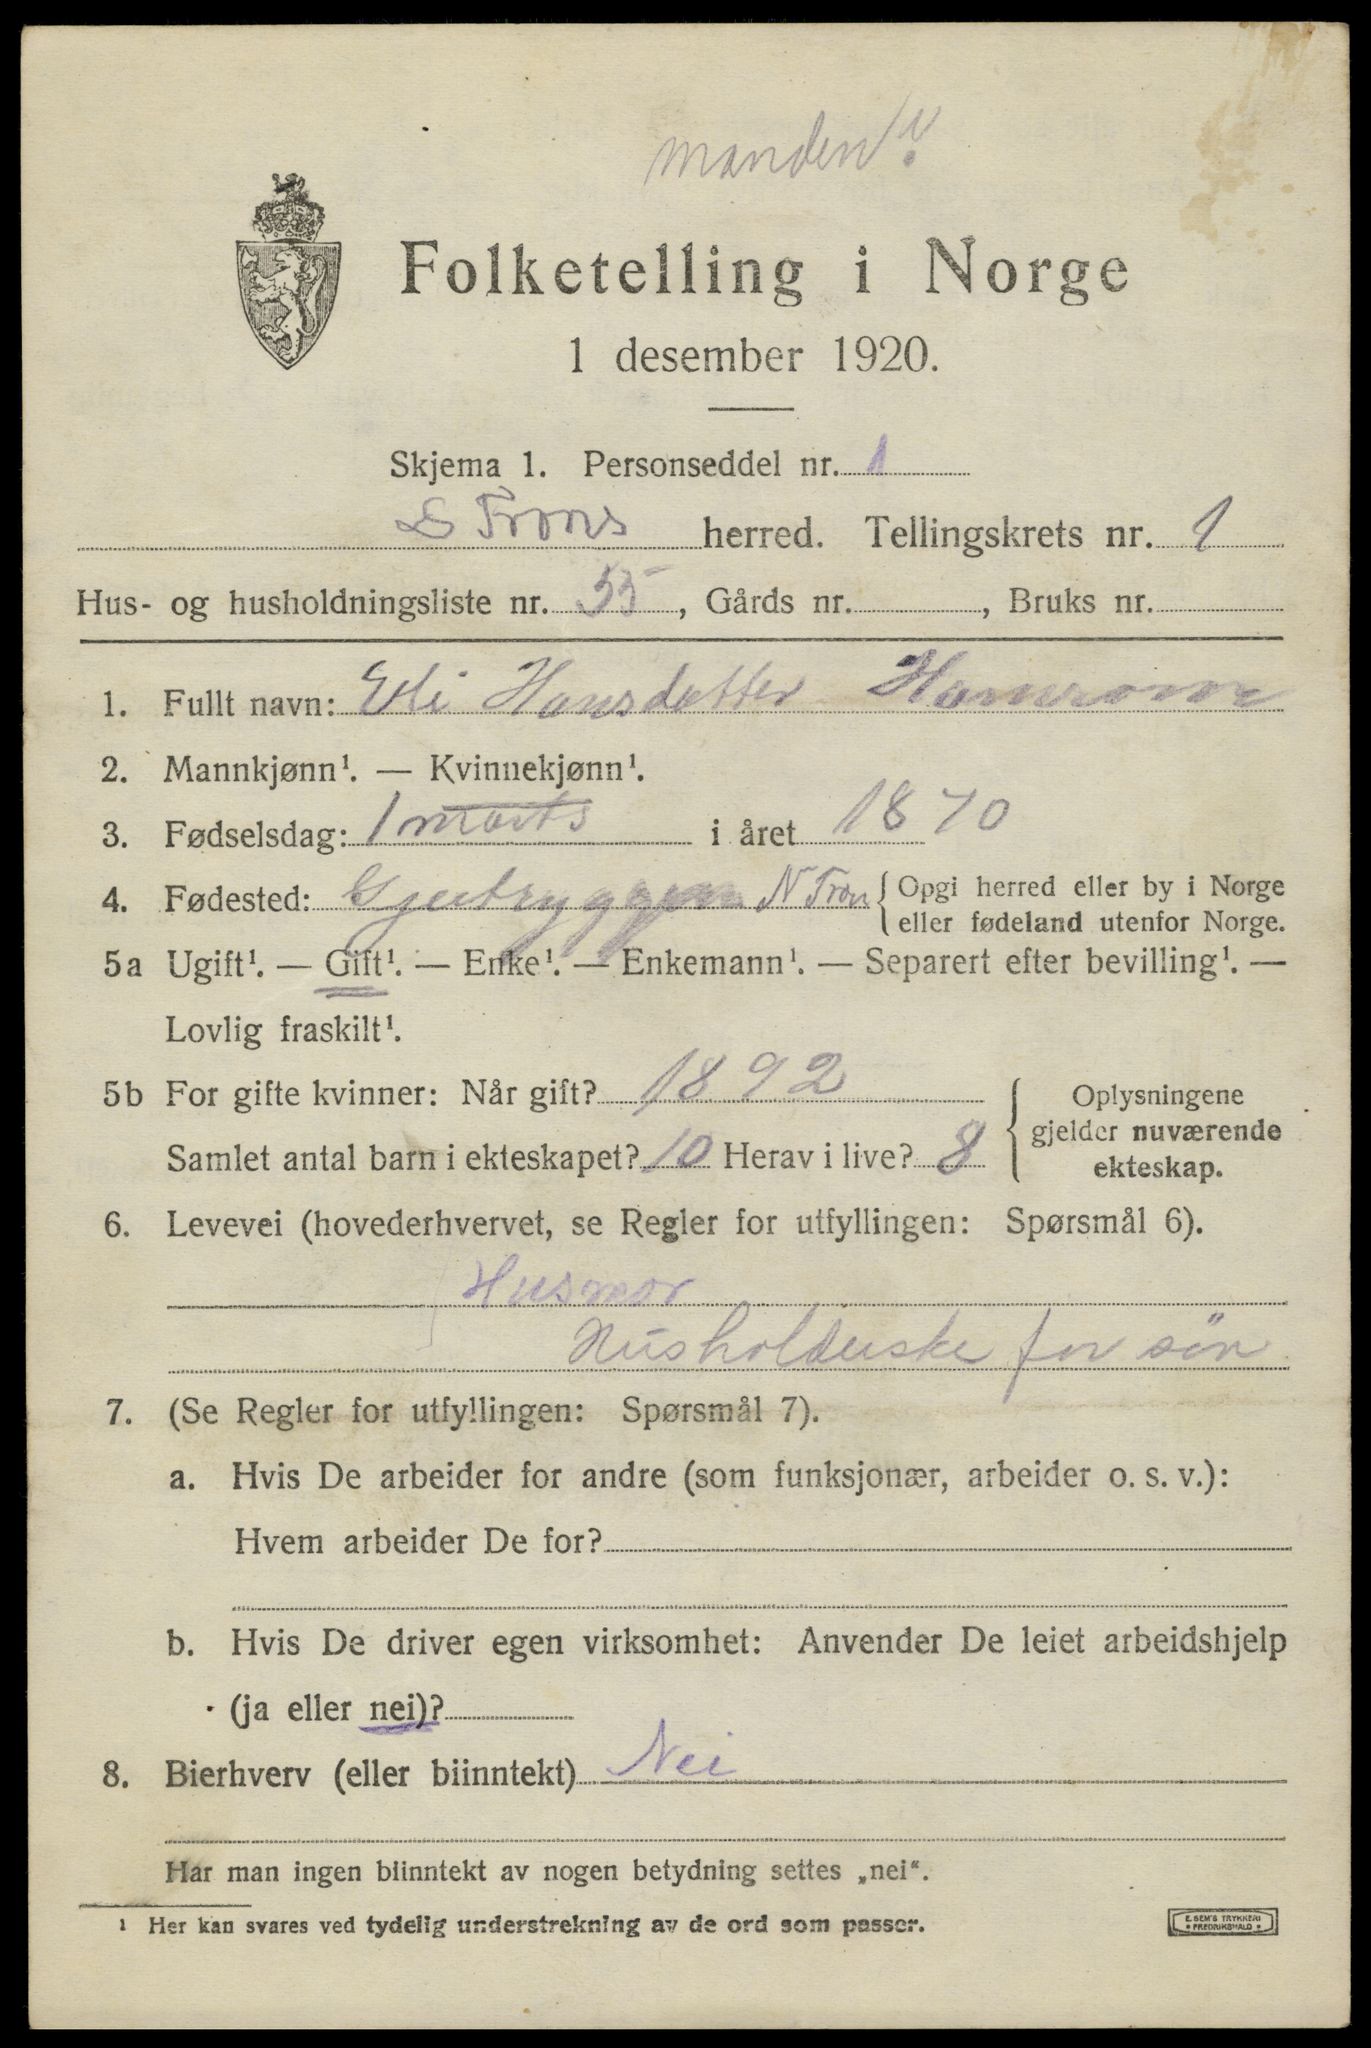 manden?
Folketelling i Norge
1 desember 1920.
Skjema 1. Personseddel nr. 1
S Frons herred. Tellingskrets nr. 1
Hus- og husholdningsliste nr. 55, Gårds nr. , Bruks nr.
1. Fullt navn: Eli Hansdatter
2. Mannkjønn¹. — Kvinnekjønn¹.
3. Fødselsdag: 1 marts i året 1870
4. Fødested: N Fron { Opgi herred eller by i Norge
eller fødeland utenfor Norge.
5a Ugift¹. — Gift¹. — Enke¹. — Enkemann¹. — Separert efter bevilling¹. —
Lovlig fraskilt¹.
5b For gifte kvinner: Når gift? 1892 { Oplysningene
gjelder nuværende
Samlet antal barn i ekteskapet? 10 Herav i live? 8 ekteskap.
6. Levevei (hovederhvervet, se Regler for utfyllingen: Spørsmål 6).
Husmor
Husholderske for sön
7. (Se Regler for utfyllingen: Spørsmål 7).
a. Hvis De arbeider for andre (som funksjonær, arbeider o. s. v.):
Hvem arbeider De for?
b. Hvis De driver egen virksomhet: Anvender De leiet arbeidshjelp
(ja eller nei)?
8. Bierhverv (eller biinntekt) Nei
Har man ingen biinntekt av nogen betydning settes „nei“.
¹ Her kan svares ved tydelig understrekning av de ord som passer.
E. SEM'S TRYKKERI
• FREDRIKSHALD •